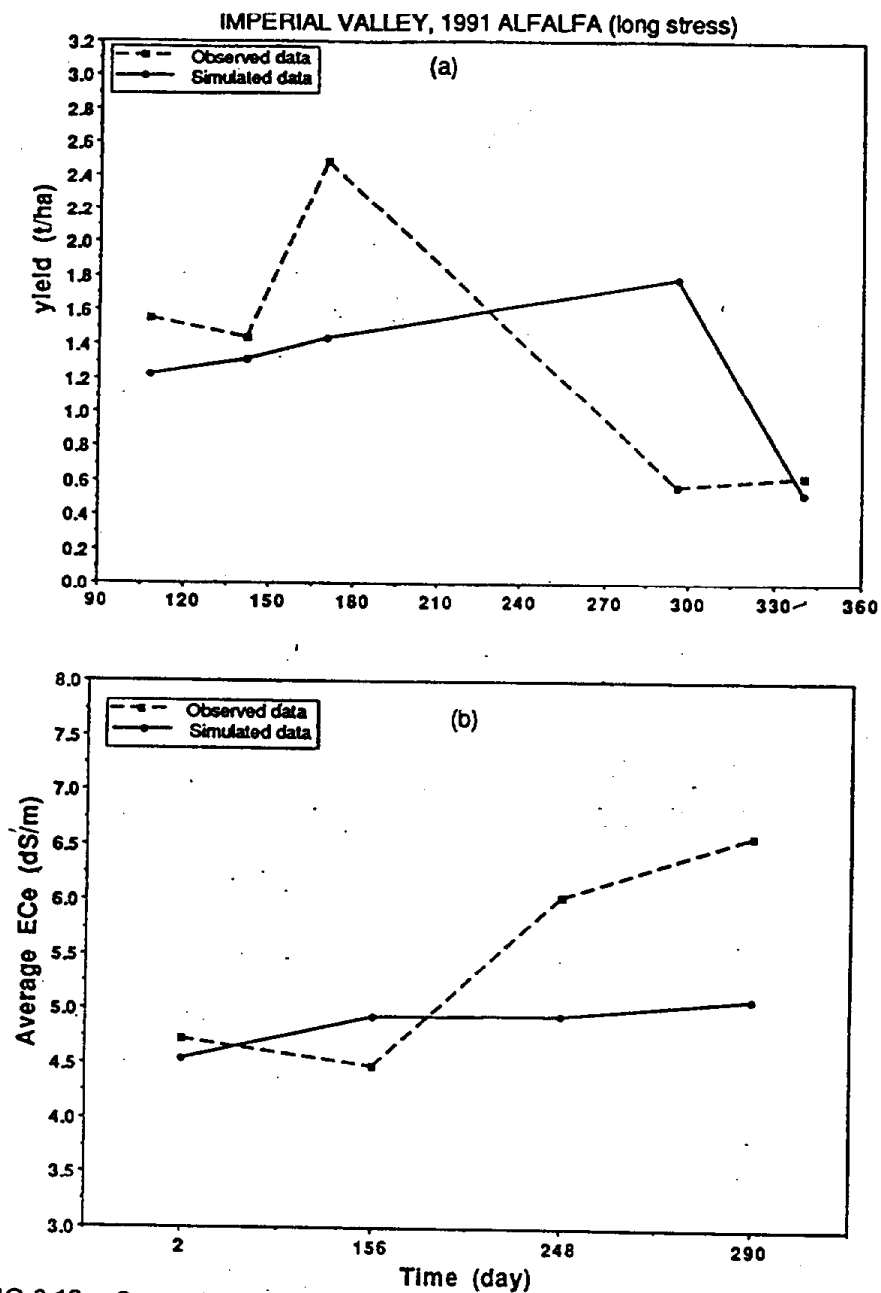 IMPERIAL VALLEY, 1991 ALFALFA (long stress)
(a)
Observed data
Simulated data
yield (t/ha)
3.2
3.0
2.8
2.6
2.4
2.2
2.0
1.8
1.6
1.4
1.2
1.0
0.8
0.6
0.4
0.2
0.0
90 120 150 180 210 240 270 300 330 360
(b)
Observed data
Simulated data
Average ECe (dS/m)
8.0
7.5
7.0
6.5
6.0
5.5
5.0
4.5
4.0
3.5
3.0
2 156 248 290
Time (day)